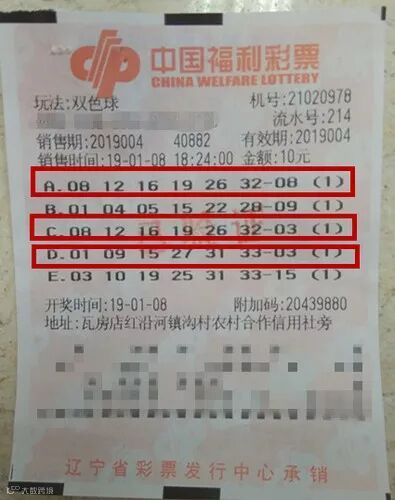 中国福利彩票
CHINA WELFARE LOTTERY
玩法:双色球 机号:21020978
流水号:214
销售期:2019004 40882 有效期:2019004
销售时间:19-01-08 18:24:00 金额:10元
A.08 12 16 19 26 32-08 (1)
B.01 04 05 15 22 28-09 (1)
C.08 12 16 19 26 32-03 (1)
D.01 09 15 27 31 33-03 (1)
E.03 10 19 25 31 33-15 (1)
开奖时间:19-01-08 附加码:20439880
地址:瓦房店红沿河镇沟村农村合作信用社旁
辽宁省彩票发行中心承销
大数跨境